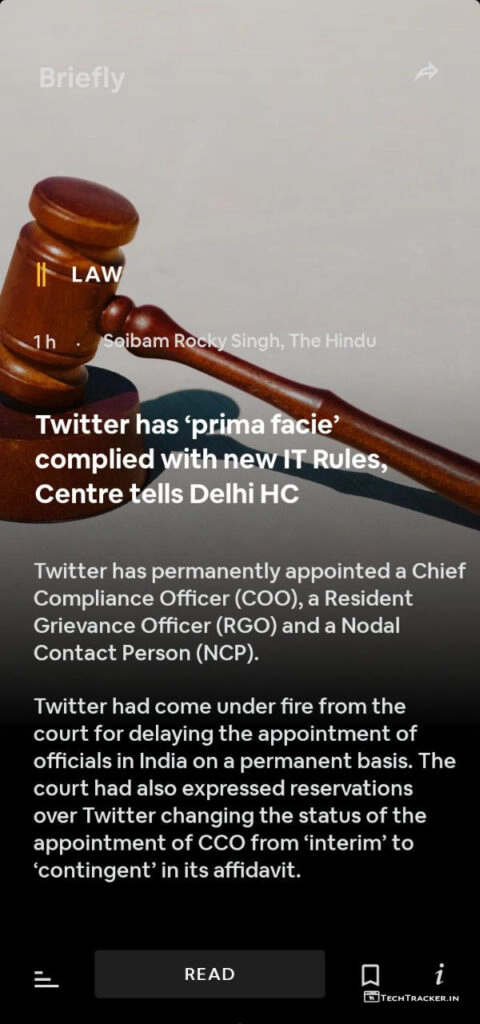 Briefly
LAW
1 h · Soibam Rocky Singh, The Hindu
Twitter has ‘prima facie’
complied with new IT Rules,
Centre tells Delhi HC
Twitter has permanently appointed a Chief
Compliance Officer (COO), a Resident
Grievance Officer (RGO) and a Nodal
Contact Person (NCP).
Twitter had come under fire from the
court for delaying the appointment of
officials in India on a permanent basis. The
court had also expressed reservations
over Twitter changing the status of the
appointment of CCO from ‘interim’ to
‘contingent’ in its affidavit.
READ
i
TECHTRACKER.IN